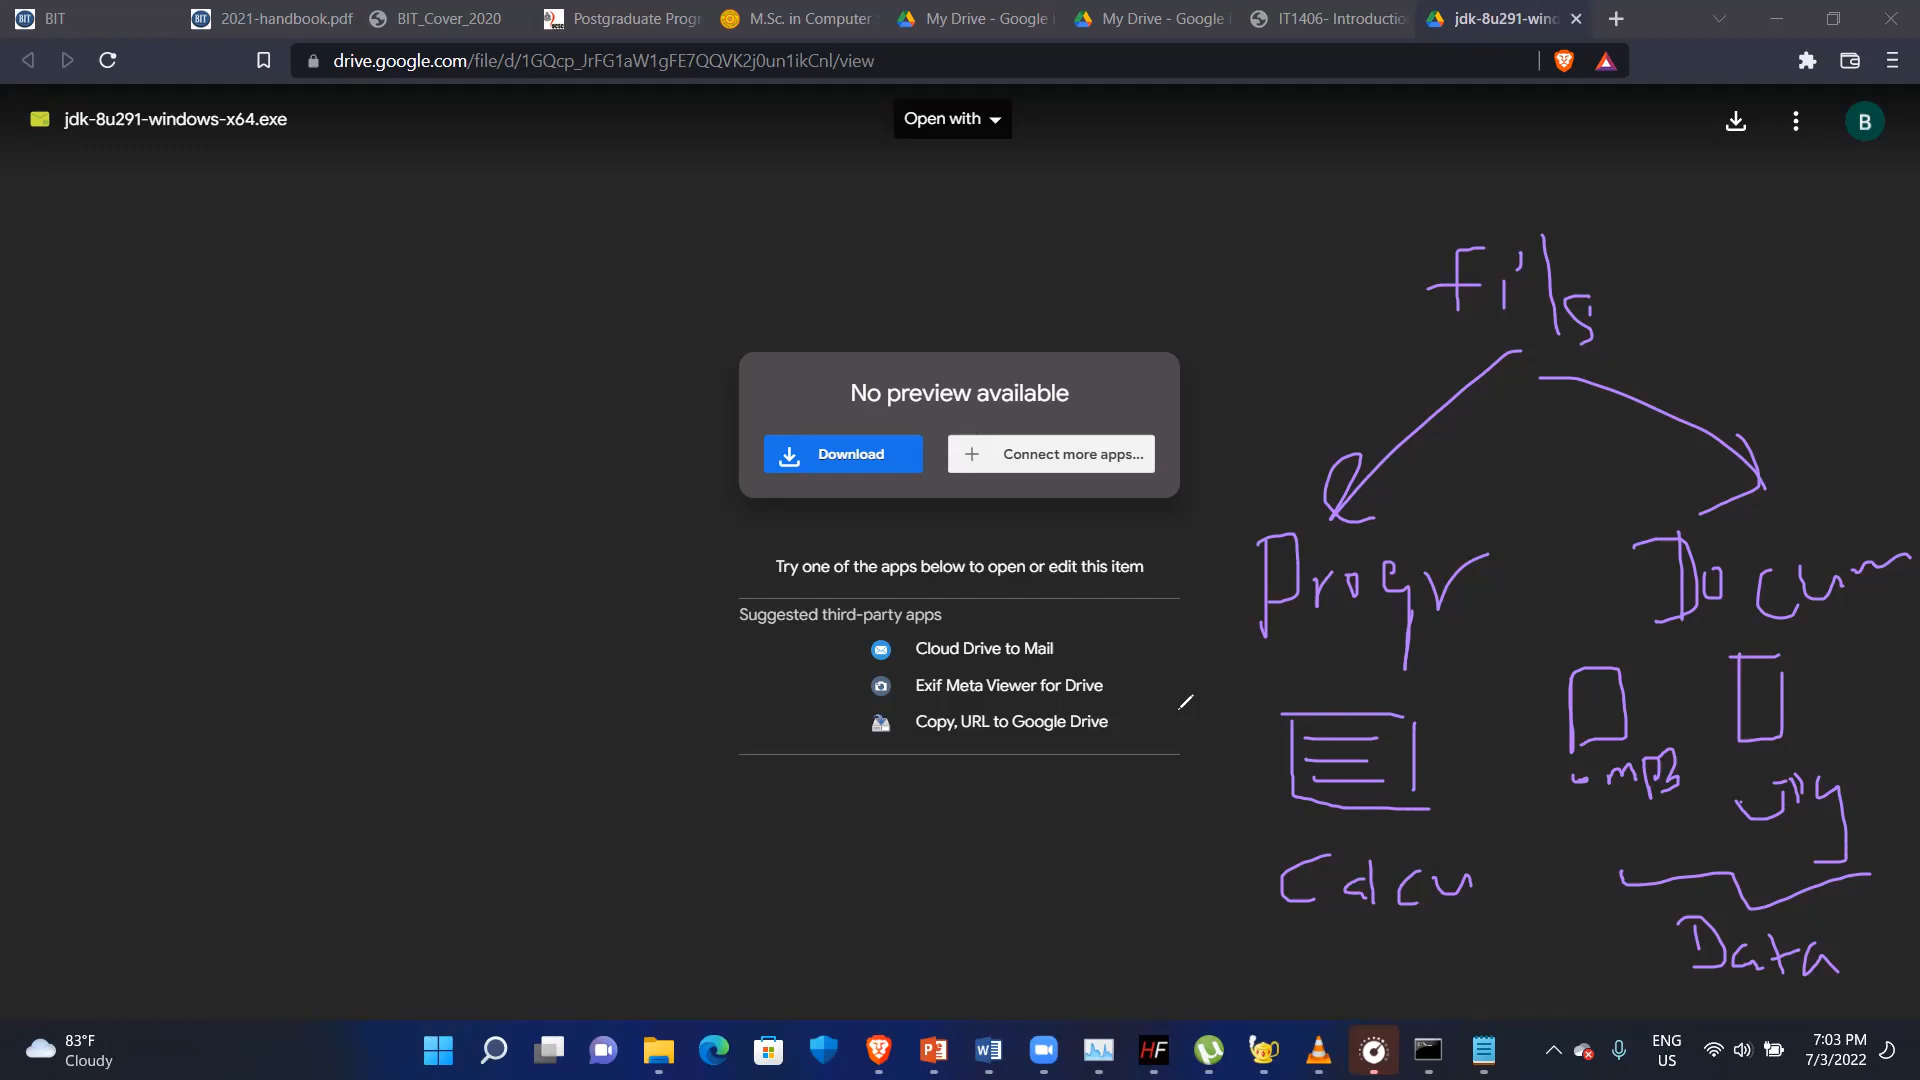 BIT
2021-handbook.pdf
BIT_Cover_2020
Postgraduate Progr
M.Sc. in Computer
My Drive - Google
My Drive - Google
IT1406- Introductio
jdk-8u291-wind
drive.google.com/file/d/1GQcp_JrFG1aW1gFE7QQVK2j0un1ikCnl/view
jdk-8u291-windows-x64.exe
Open with
B
No preview available
Download
Connect more apps...
Try one of the apps below to open or edit this item
Suggested third-party apps
Cloud Drive to Mail
Exif Meta Viewer for Drive
Copy, URL to Google Drive
Progr
Docum
.mp3
Calcu
Data
83°F
Cloudy
HF
ENG
US
7:03 PM
7/3/2022